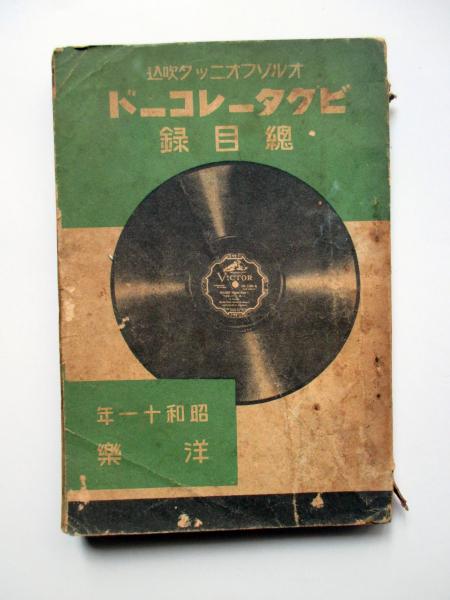 オルソフオニック吹込
ビクターレコード
總目録
VICTOR
昭和十一年
洋樂